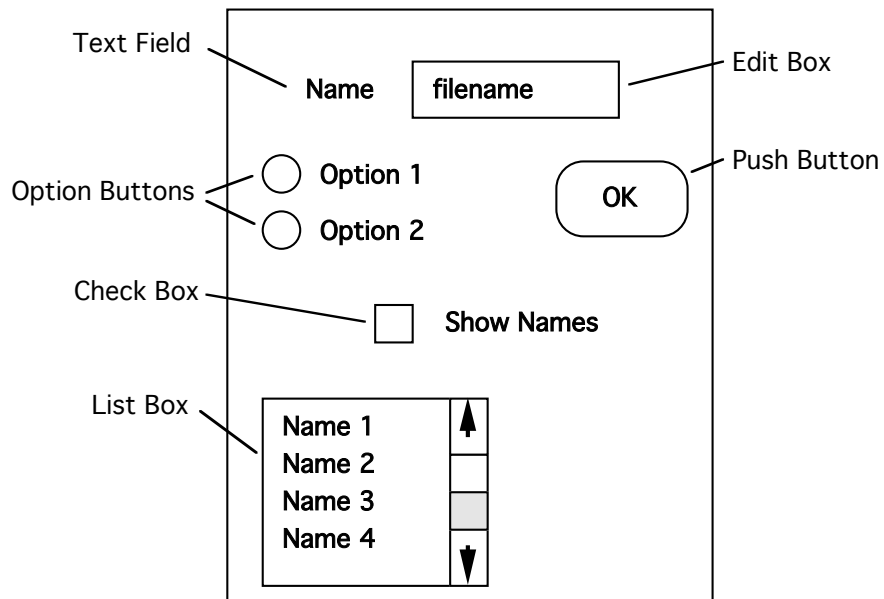 Text Field
Name
filename
Edit Box
Option Buttons
Option 1
Option 2
Push Button
OK
Check Box
Show Names
List Box
Name 1
Name 2
Name 3
Name 4